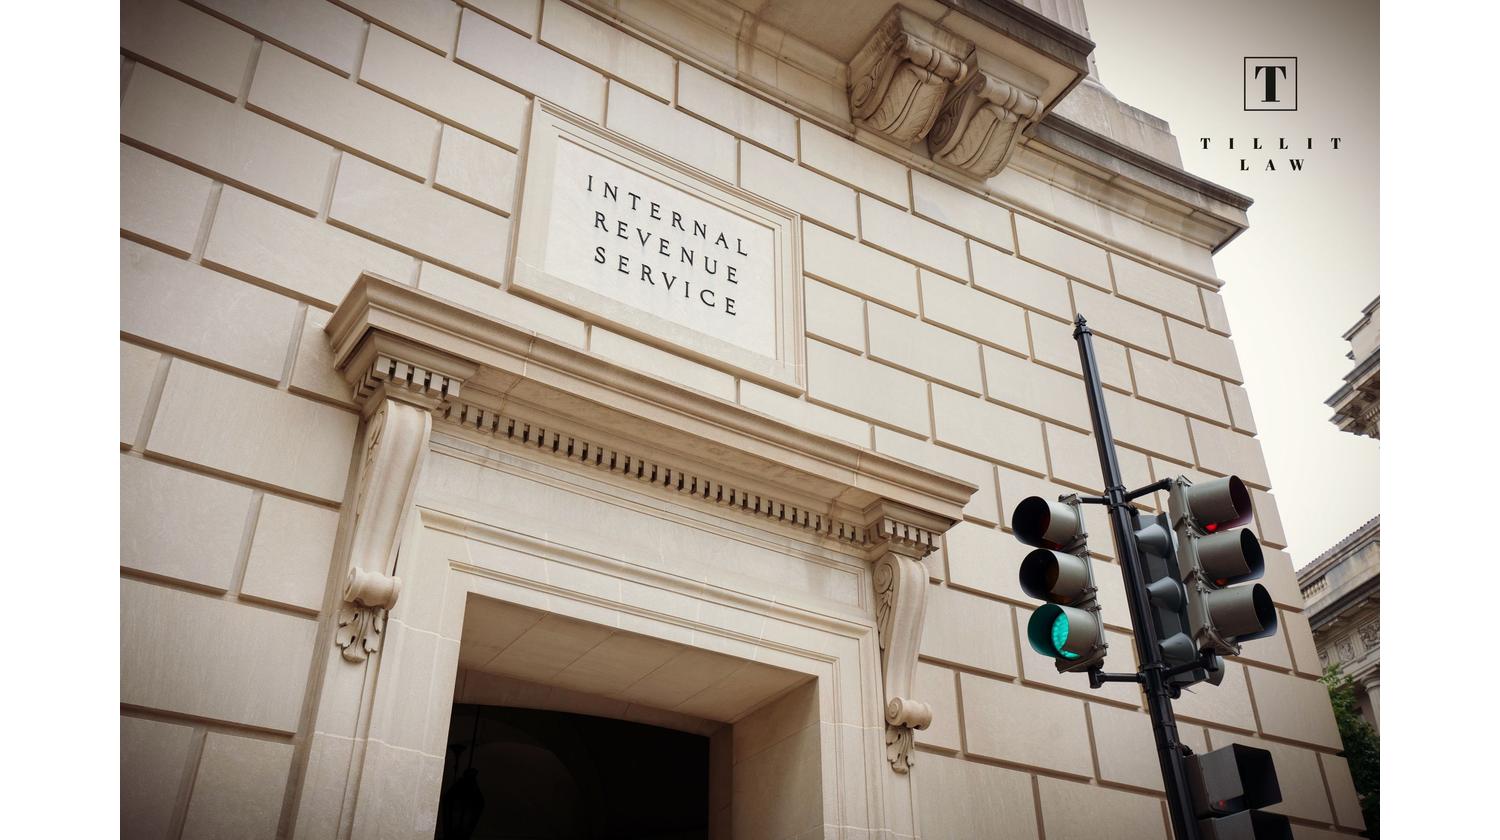 INTERNAL
REVENUE
SERVICE
T
TILLIT
LAW